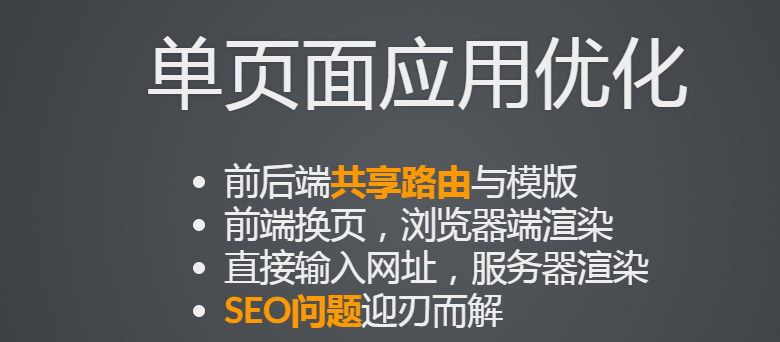 单页面应用优化
前后端共享路由与模版
前端换页，浏览器端渲染
直接输入网址，服务器渲染
SEO问题迎刃而解